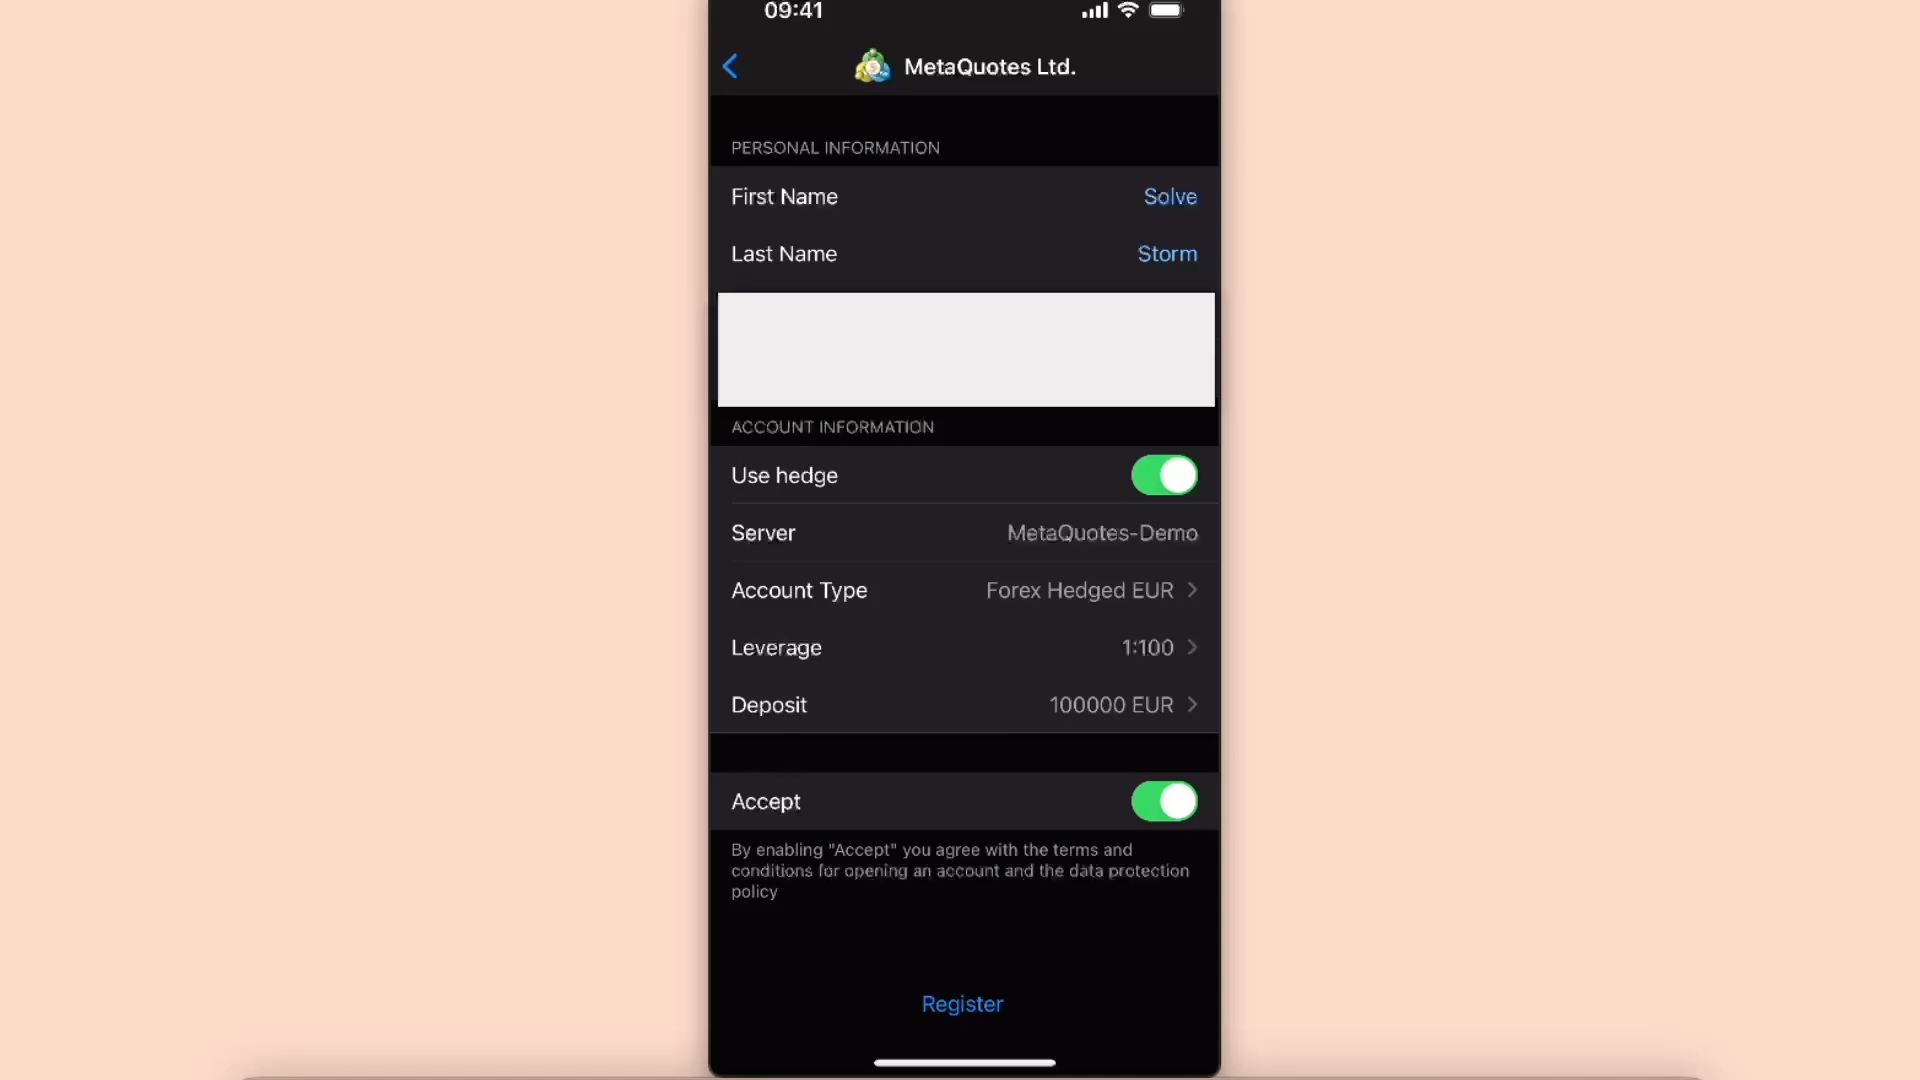 09:41
MetaQuotes Ltd.
PERSONAL INFORMATION
First Name Solve
Last Name Storm
ACCOUNT INFORMATION
Use hedge
Server MetaQuotes-Demo
Account Type Forex Hedged EUR
Leverage 1:100
Deposit 100000 EUR
Accept
By enabling "Accept" you agree with the terms and
conditions for opening an account and the data protection
policy
Register